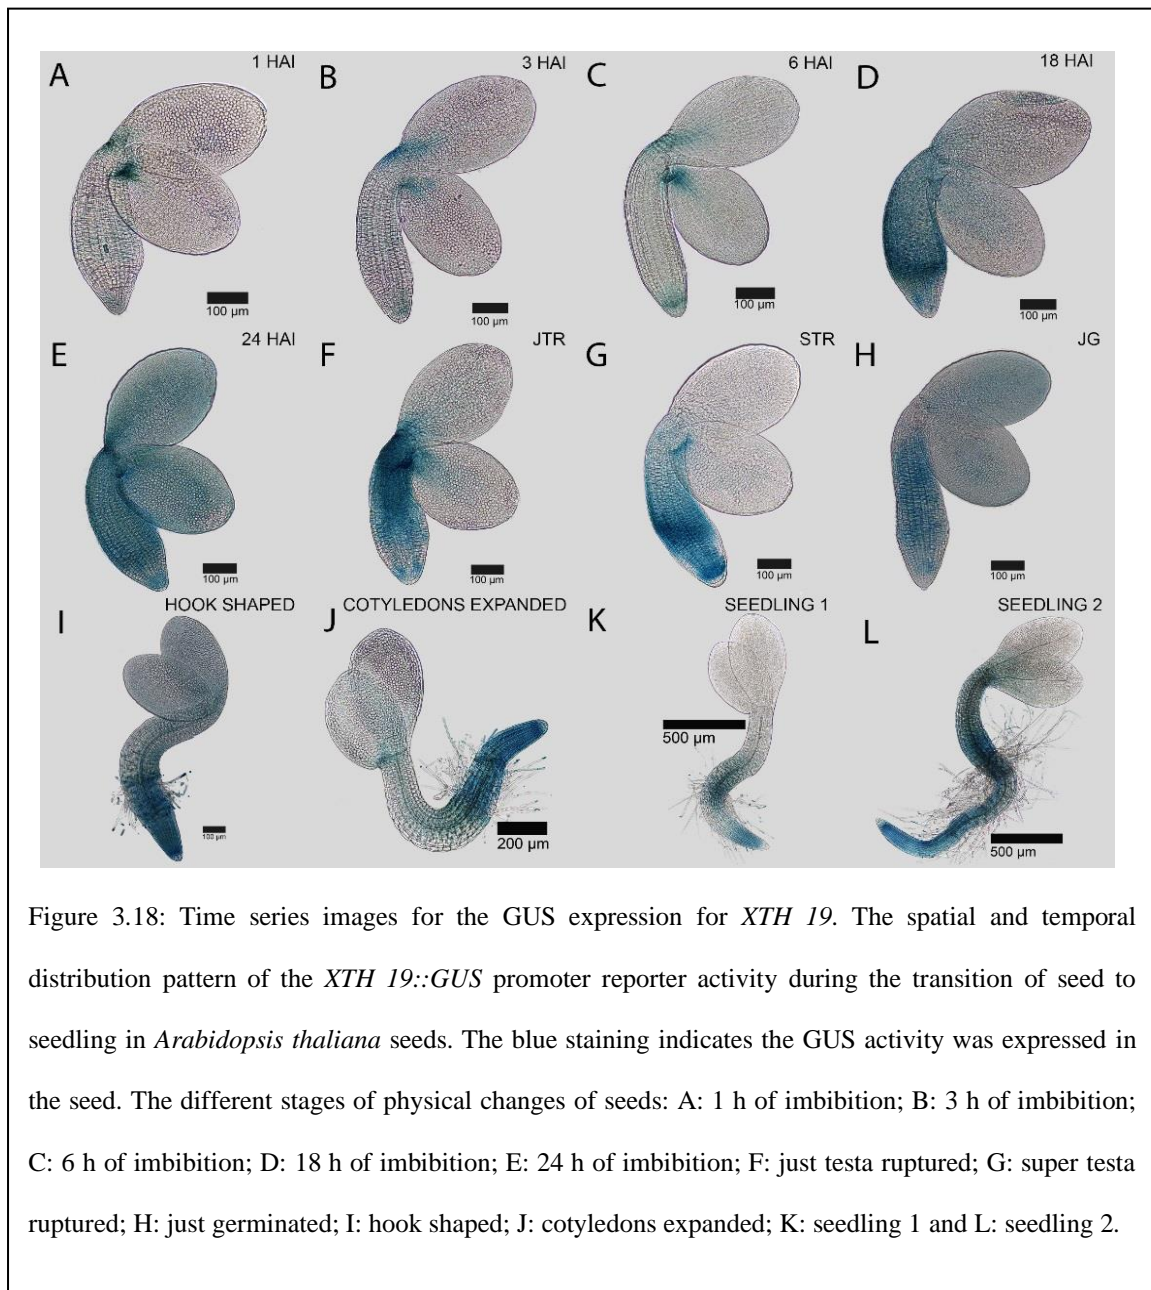 A 1 HAI B 3 HAI C 6 HAI D 18 HAI
100 µm 100 µm 100 µm 100 µm
E 24 HAI F JTR G STR H JG
100 µm 100 µm 100 µm 100 µm
I HOOK SHAPED J COTYLEDONS EXPANDED K SEEDLING 1 L SEEDLING 2
100 µm 200 µm 500 µm 500 µm
Figure 3.18: Time series images for the GUS expression for XTH 19. The spatial and temporal
distribution pattern of the XTH 19::GUS promoter reporter activity during the transition of seed to
seedling in Arabidopsis thaliana seeds. The blue staining indicates the GUS activity was expressed in
the seed. The different stages of physical changes of seeds: A: 1 h of imbibition; B: 3 h of imbibition;
C: 6 h of imbibition; D: 18 h of imbibition; E: 24 h of imbibition; F: just testa ruptured; G: super testa
ruptured; H: just germinated; I: hook shaped; J: cotyledons expanded; K: seedling 1 and L: seedling 2.